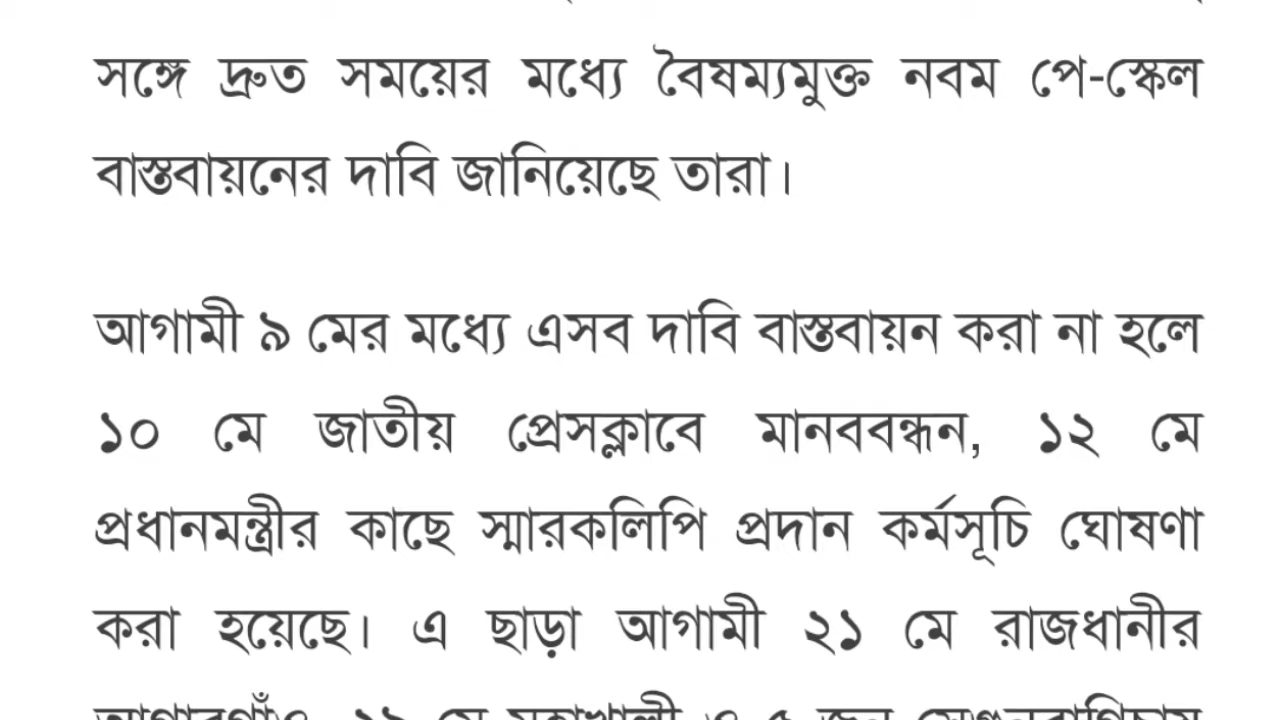 সঙ্গে দ্রুত সময়ের মধ্যে বৈষম্যমুক্ত নবম পে-স্কেল
বাস্তবায়নের দাবি জানিয়েছে তারা।
আগামী ৯ মের মধ্যে এসব দাবি বাস্তবায়ন করা না হলে
১০ মে জাতীয় প্রেসক্লাবে মানববন্ধন, ১২ মে
প্রধানমন্ত্রীর কাছে স্মারকলিপি প্রদান কর্মসূচি ঘোষণা
করা হয়েছে। এ ছাড়া আগামী ২১ মে রাজধানীর